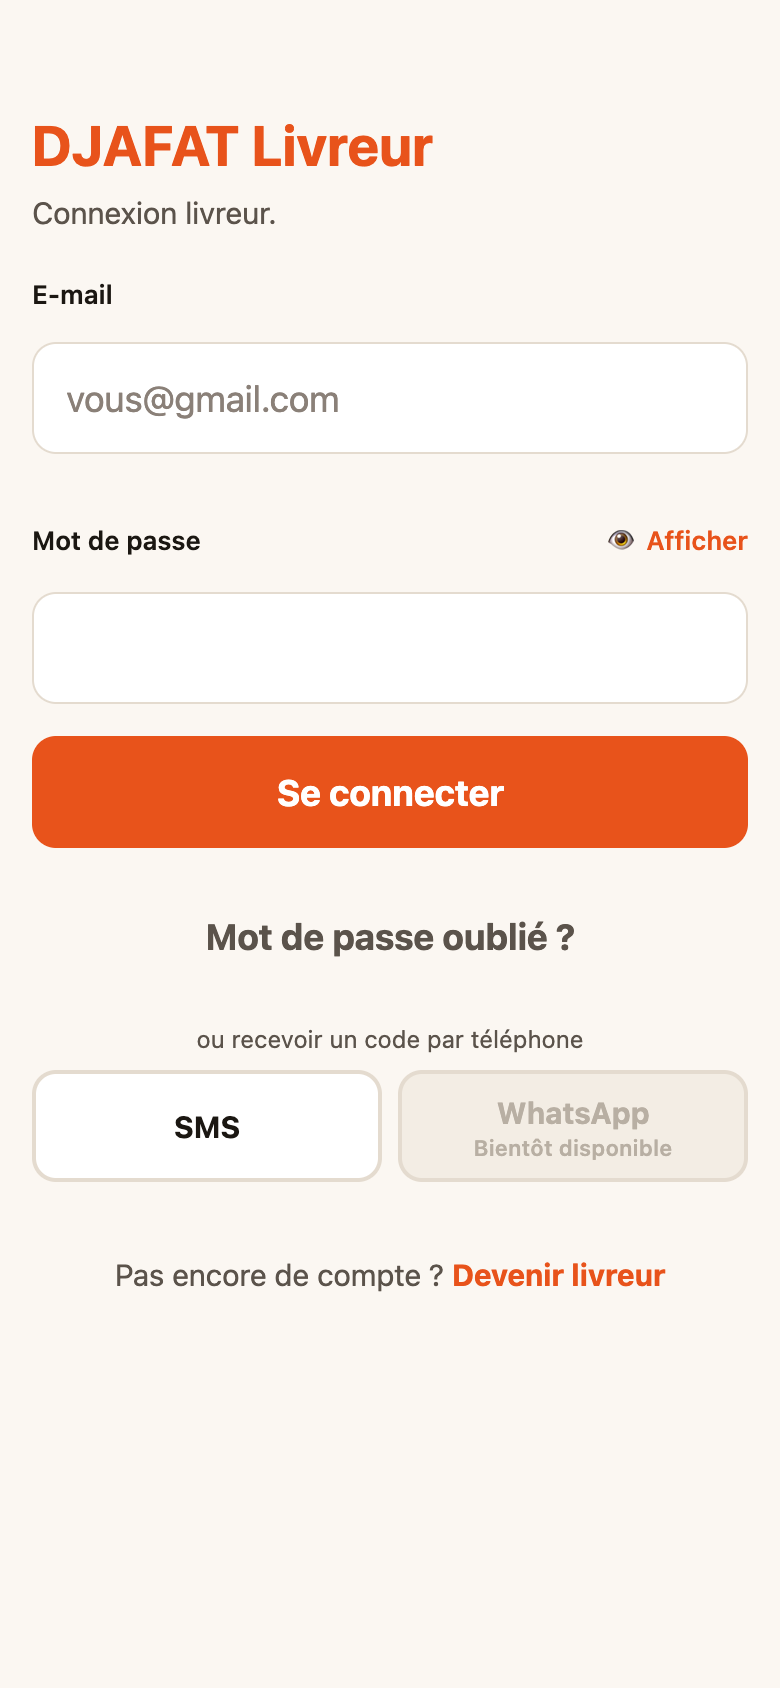 DJAFAT Livreur
Connexion livreur.
E-mail
vous@gmail.com
Mot de passe
👁️ Afficher
Se connecter
Mot de passe oublié ?
ou recevoir un code par téléphone
SMS
WhatsApp
Bientôt disponible
Pas encore de compte ? Devenir livreur